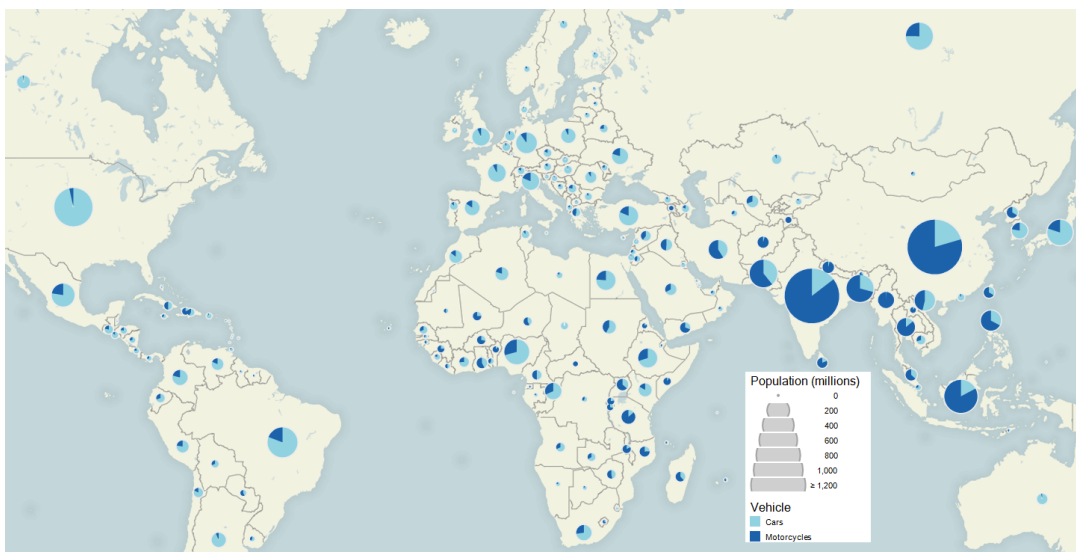 Population (millions)
0
200
400
600
800
1,000
≥ 1,200
Vehicle
Cars
Motorcycles